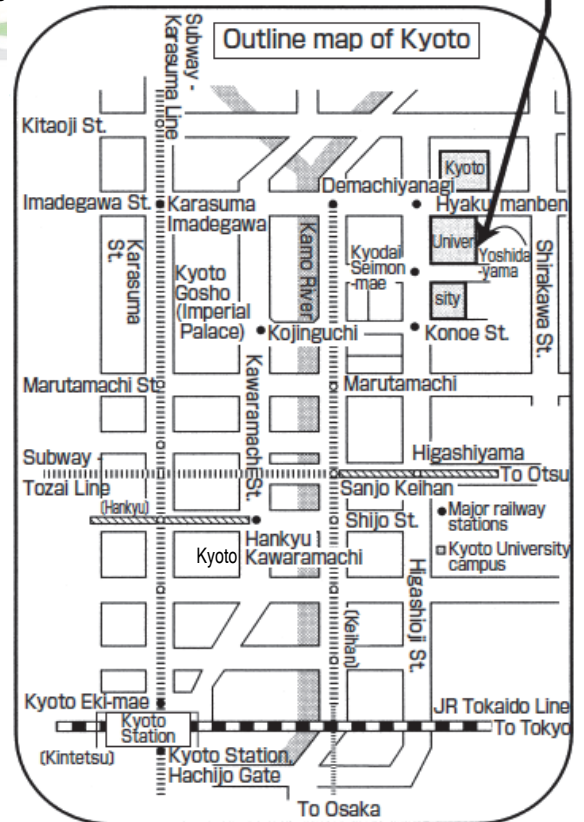 Outline map of Kyoto
Subway -
Karasuma Line
Kitaoji St.
Kyoto
Demachiyanagi
Imadegawa St.
Karasuma
Imadegawa
Hyakumanben
Karasuma
St.
Kamo River
Univer
Yoshida
-yama
Shirakawa St.
Kyodai
Seimon
-mae
Kyoto
Gosho
(Imperial
Palace)
sity
Kojinguchi
Konoe St.
Marutamachi St.
Kawaramachi St.
Marutamachi
Higashiyama
Subway -
Tozai Line
To Otsu
Sanjo Keihan
(Hankyu)
Shijo St.
Major railway
stations
Kyoto University
campus
Kyoto
Hankyu
Kawaramachi
Higashioji St.
(Keihan)
Kyoto Eki-mae
JR Tokaido Line
Kyoto
Station
To Tokyo
(Kintetsu)
Kyoto Station,
Hachijo Gate
To Osaka